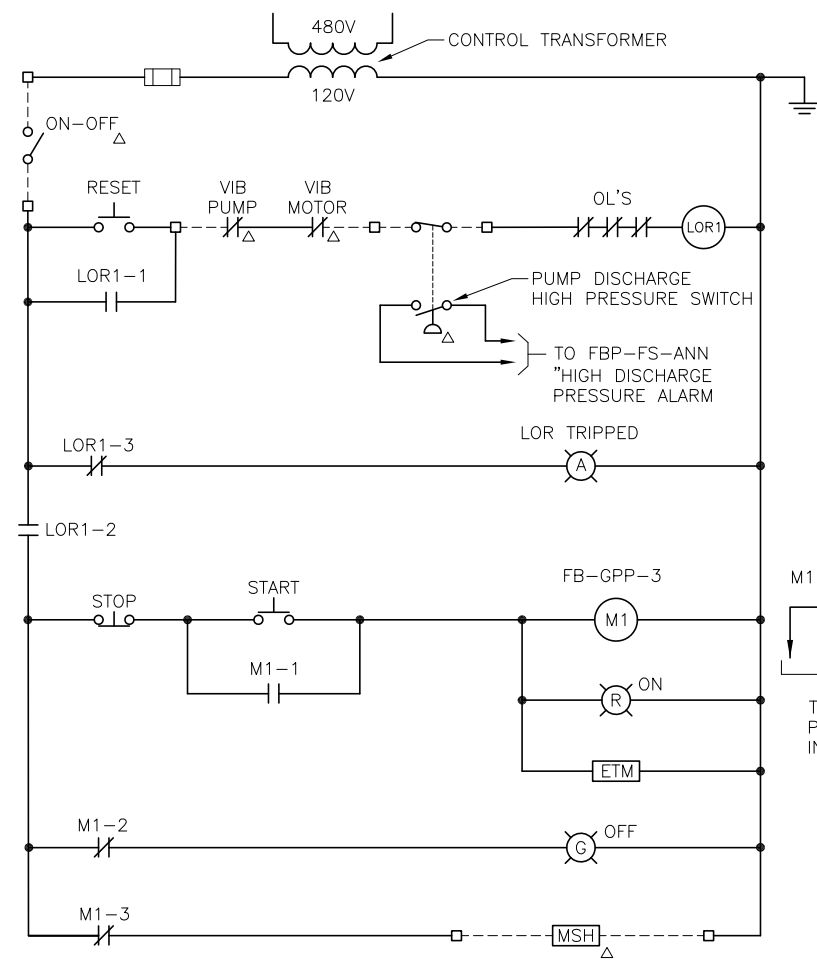 480V
CONTROL TRANSFORMER
120V
ON-OFF
RESET
VIB
PUMP
VIB
MOTOR
OL'S
LOR1
LOR1-1
PUMP DISCHARGE
HIGH PRESSURE SWITCH
TO FBP-FS-ANN
"HIGH DISCHARGE
PRESSURE ALARM
LOR1-3
LOR TRIPPED
A
LOR1-2
FB-GPP-3
M1
STOP
START
M1
M1-1
R
ON
T
P
IN
ETM
M1-2
G
OFF
M1-3
MSH